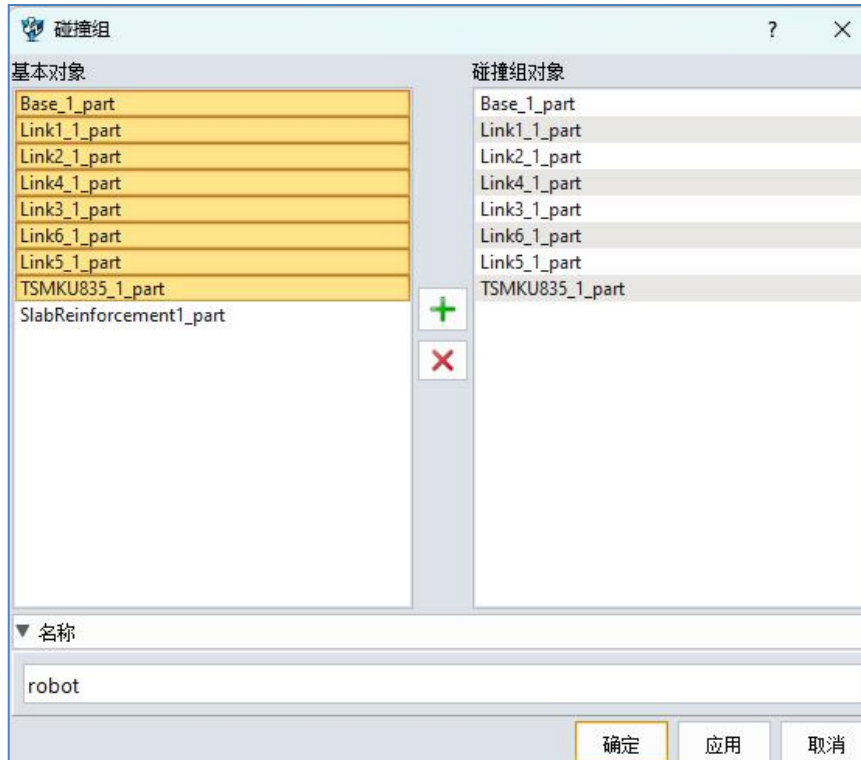 碰撞组
?
基本对象
Base_1_part
Link1_1_part
Link2_1_part
Link4_1_part
Link3_1_part
Link6_1_part
Link5_1_part
TSMKU835_1_part
SlabReinforcement1_part
碰撞组对象
Base_1_part
Link1_1_part
Link2_1_part
Link4_1_part
Link3_1_part
Link6_1_part
Link5_1_part
TSMKU835_1_part
名称
robot
确定
应用
取消